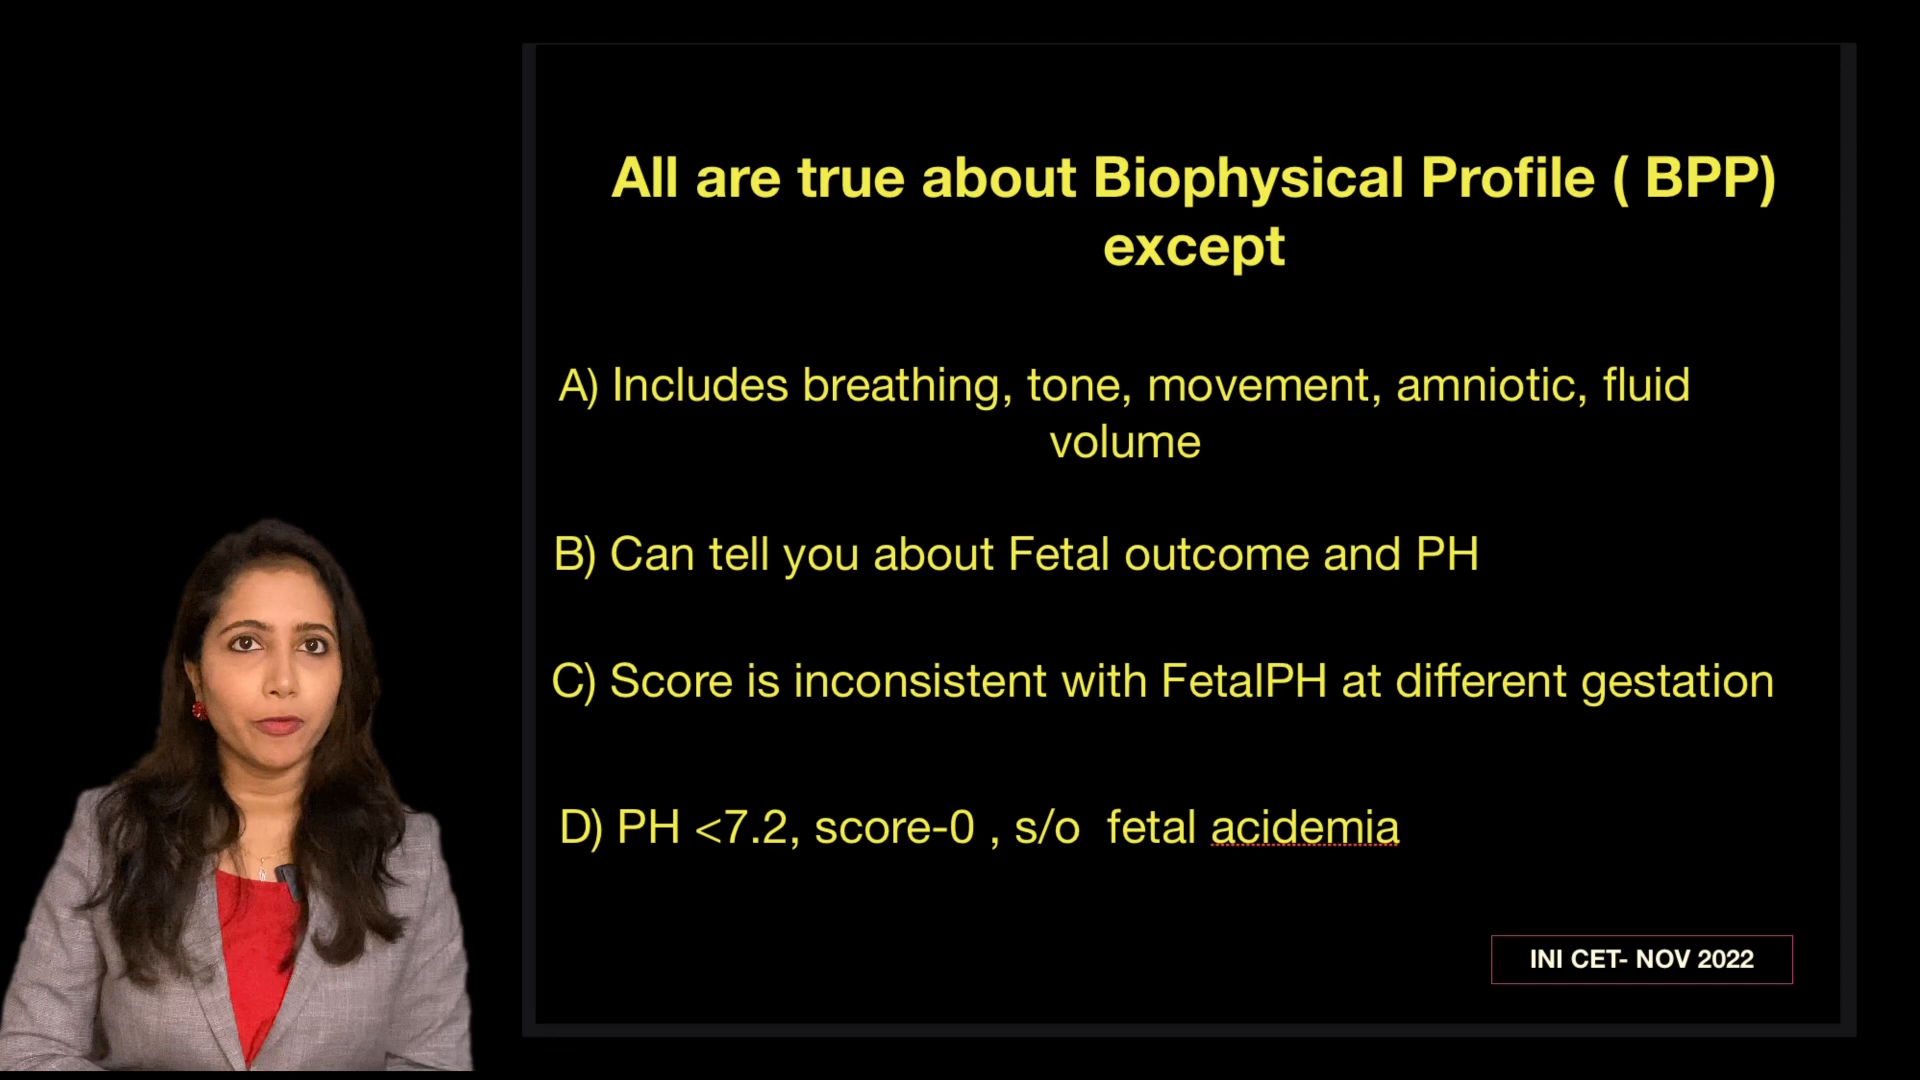 All are true about Biophysical Profile ( BPP)
except
A) Includes breathing, tone, movement, amniotic, fluid
volume
B) Can tell you about Fetal outcome and PH
C) Score is inconsistent with FetalPH at different gestation
D) PH <7.2, score-0 , s/o  fetal acidemia
INI CET- NOV 2022